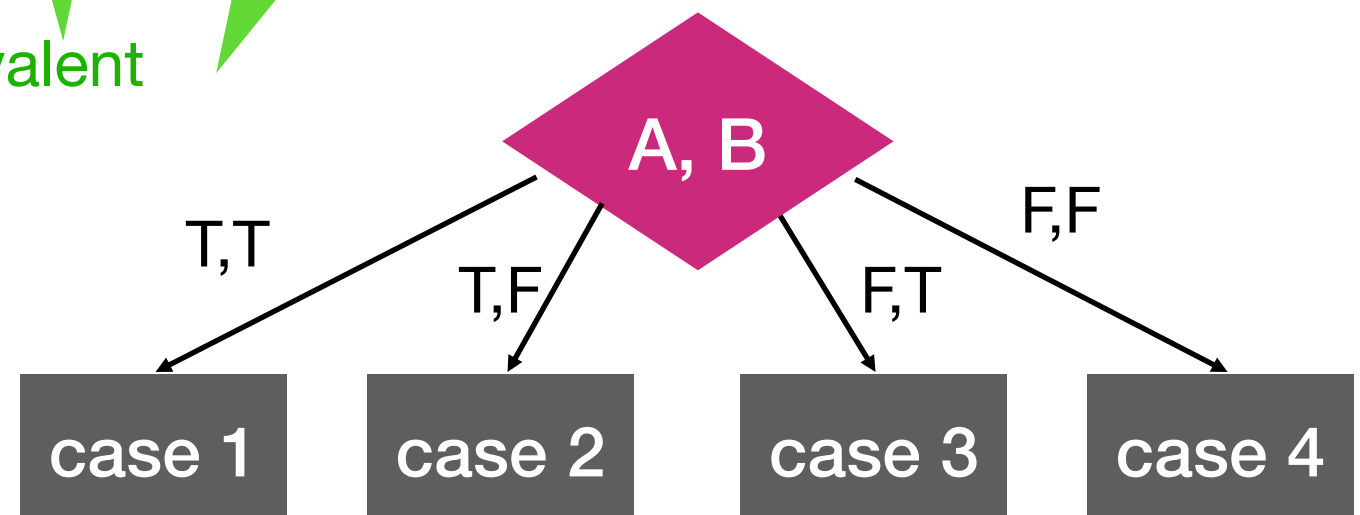 valent
A, B
T,T
F,F
T,F
F,T
case 1
case 2
case 3
case 4